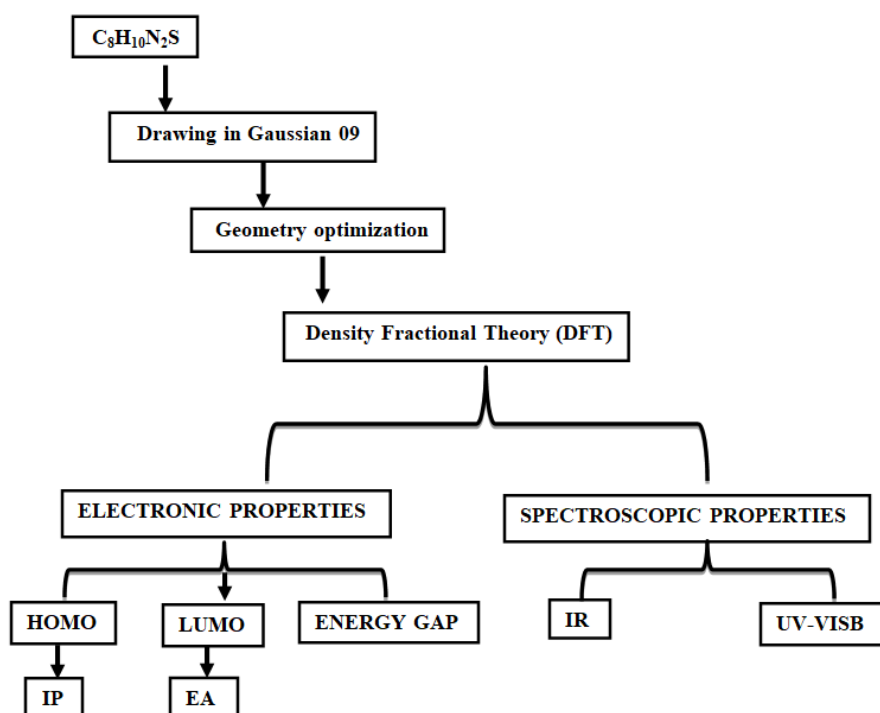 C₈H₁₀N₂S
Drawing in Gaussian 09
Geometry optimization
Density Fractional Theory (DFT)
ELECTRONIC PROPERTIES
SPECTROSCOPIC PROPERTIES
HOMO
LUMO
ENERGY GAP
IR
UV-VISB
IP
EA